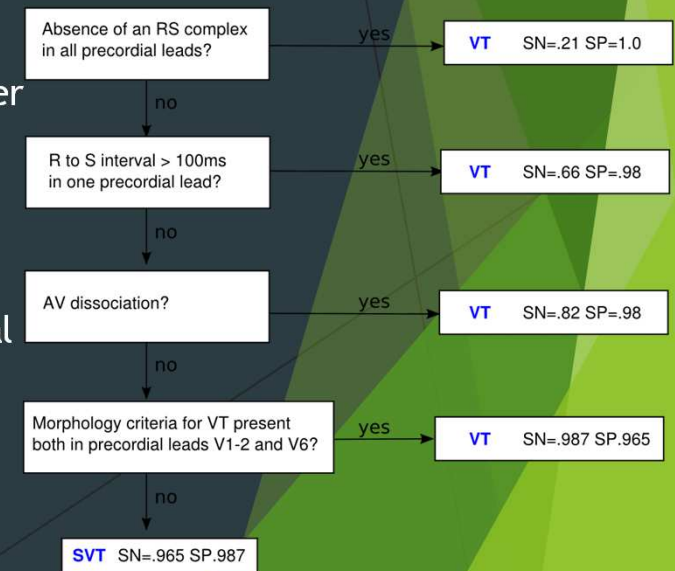 Absence of an RS complex
in all precordial leads?
yes
VT SN=.21 SP=1.0
no
R to S interval > 100ms
in one precordial lead?
yes
VT SN=.66 SP=.98
no
AV dissociation?
yes
VT SN=.82 SP=.98
no
Morphology criteria for VT present
both in precordial leads V1-2 and V6?
yes
VT SN=.987 SP.965
no
SVT SN=.965 SP.987